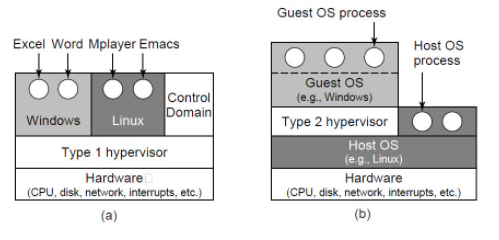 Excel Word Mplayer Emacs
Windows
Linux
Control
Domain
Type 1 hypervisor
Hardware
(CPU, disk, network, interrupts, etc.)
(a)
Guest OS process
Host OS
process
Guest OS
(e.g., Windows)
Type 2 hypervisor
Host OS
(e.g., Linux)
Hardware
(CPU, disk, network, interrupts, etc.)
(b)